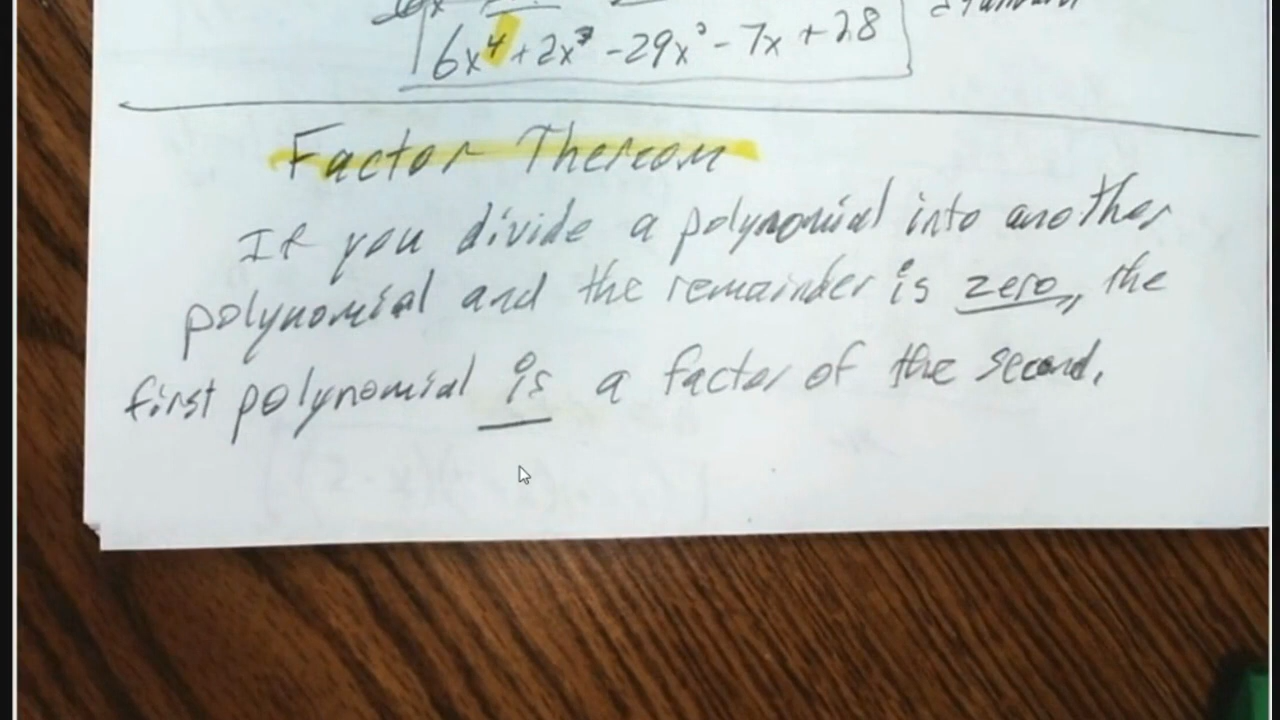 6x⁴ + 2x³ - 29x² - 7x + 28
Factor Thereom
If you divide a polynomial into another
polynomial and the remainder is zero, the
first polynomial is a factor of the second.